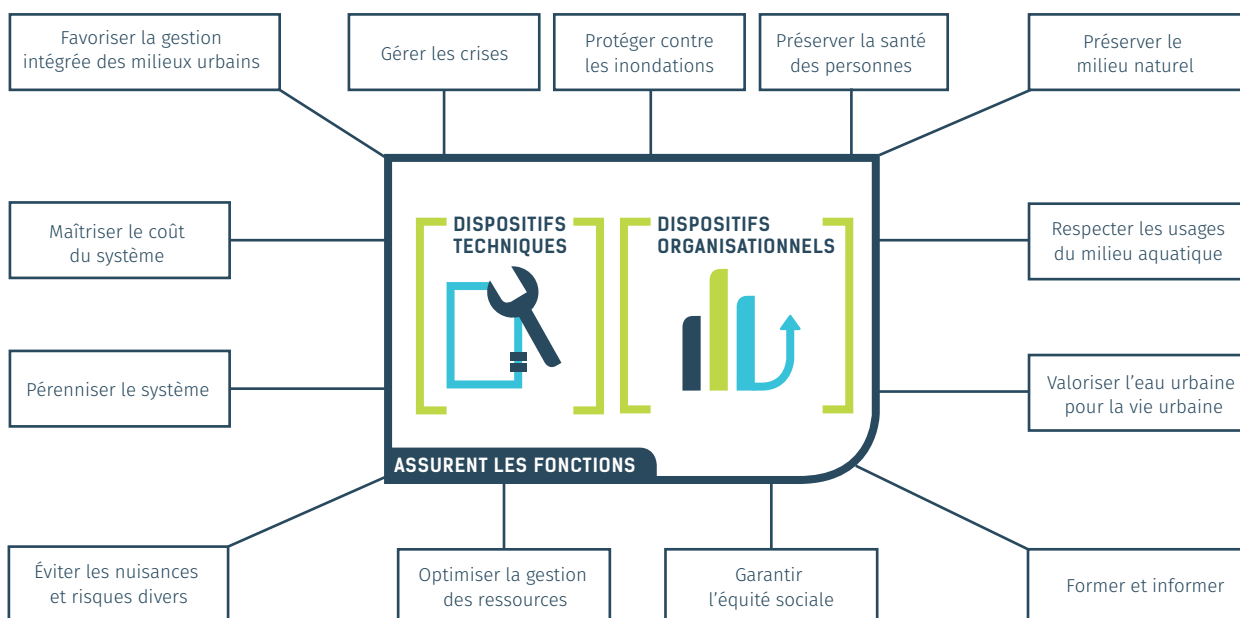 Favoriser la gestion
intégrée des milieux urbains
Gérer les crises
Protéger contre
les inondations
Préserver la santé
des personnes
Préserver le
milieu naturel
Maîtriser le coût
du système
DISPOSITIFS
TECHNIQUES
DISPOSITIFS
ORGANISATIONNELS
Respecter les usages
du milieu aquatique
Pérenniser le système
Valoriser l’eau urbaine
pour la vie urbaine
ASSURENT LES FONCTIONS
Éviter les nuisances
et risques divers
Optimiser la gestion
des ressources
Garantir
l’équité sociale
Former et informer